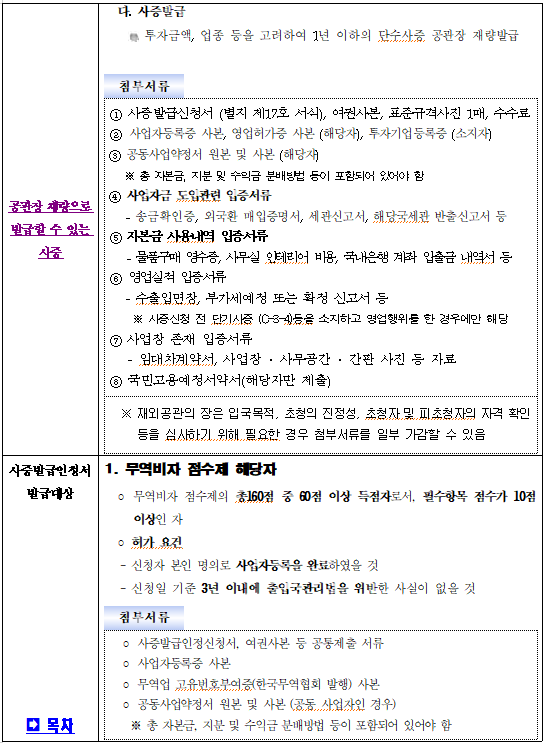 다. 사증발급
투자금액, 업종 등을 고려하여 1년 이하의 단수사증 공관장 재량발급
첨부서류
공관장 재량으로
발급할 수 있는
사증
① 사증발급신청서 (별지 제17호 서식), 여권사본, 표준규격사진 1매, 수수료
② 사업자등록증 사본, 영업허가증 사본 (해당자), 투자기업등록증 (소지자)
③ 공동사업약정서 원본 및 사본 (해당자)
※ 총 자본금, 지분 및 수익금 분배방법 등이 포함되어 있어야 함
④ 사업자금 도입관련 입증서류
- 송금확인증, 외국환 매입증명서, 세관신고서, 해당국세관 반출신고서 등
⑤ 자본금 사용내역 입증서류
- 물품구매 영수증, 사무실 인테리어 비용, 국내은행 계좌 입출금 내역서 등
⑥ 영업실적 입증서류
- 수출입면장, 부가세예정 또는 확정 신고서 등
※ 사증신청 전 단기사증 (C-3-4)등을 소지하고 영업행위를 한 경우에만 해당
⑦ 사업장 존재 입증서류
- 임대차계약서, 사업장 · 사무공간 · 간판 사진 등 자료
⑧ 국민고용예정서약서(해당자만 제출)
※ 재외공관의 장은 입국목적, 초청의 진정성, 초청자 및 피초청자의 자격 확인
등을 심사하기 위해 필요한 경우 첨부서류를 일부 가감할 수 있음
사증발급인정서
발급대상
1. 무역비자 점수제 해당자
○ 무역비자 점수제의 총160점 중 60점 이상 득점자로서, 필수항목 점수가 10점
이상인 자
○ 허가 요건
- 신청자 본인 명의로 사업자등록을 완료하였을 것
- 신청일 기준 3년 이내에 출입국관리법을 위반한 사실이 없을 것
첨부서류
○ 사증발급인정신청서, 여권사본 등 공통제출 서류
○ 사업자등록증 사본
○ 무역업 고유번호부여증(한국무역협회 발행) 사본
○ 공동사업약정서 원본 및 사본 (공동 사업자인 경우)
※ 총 자본금, 지분 및 수익금 분배방법 등이 포함되어 있어야 함
➡ 목차